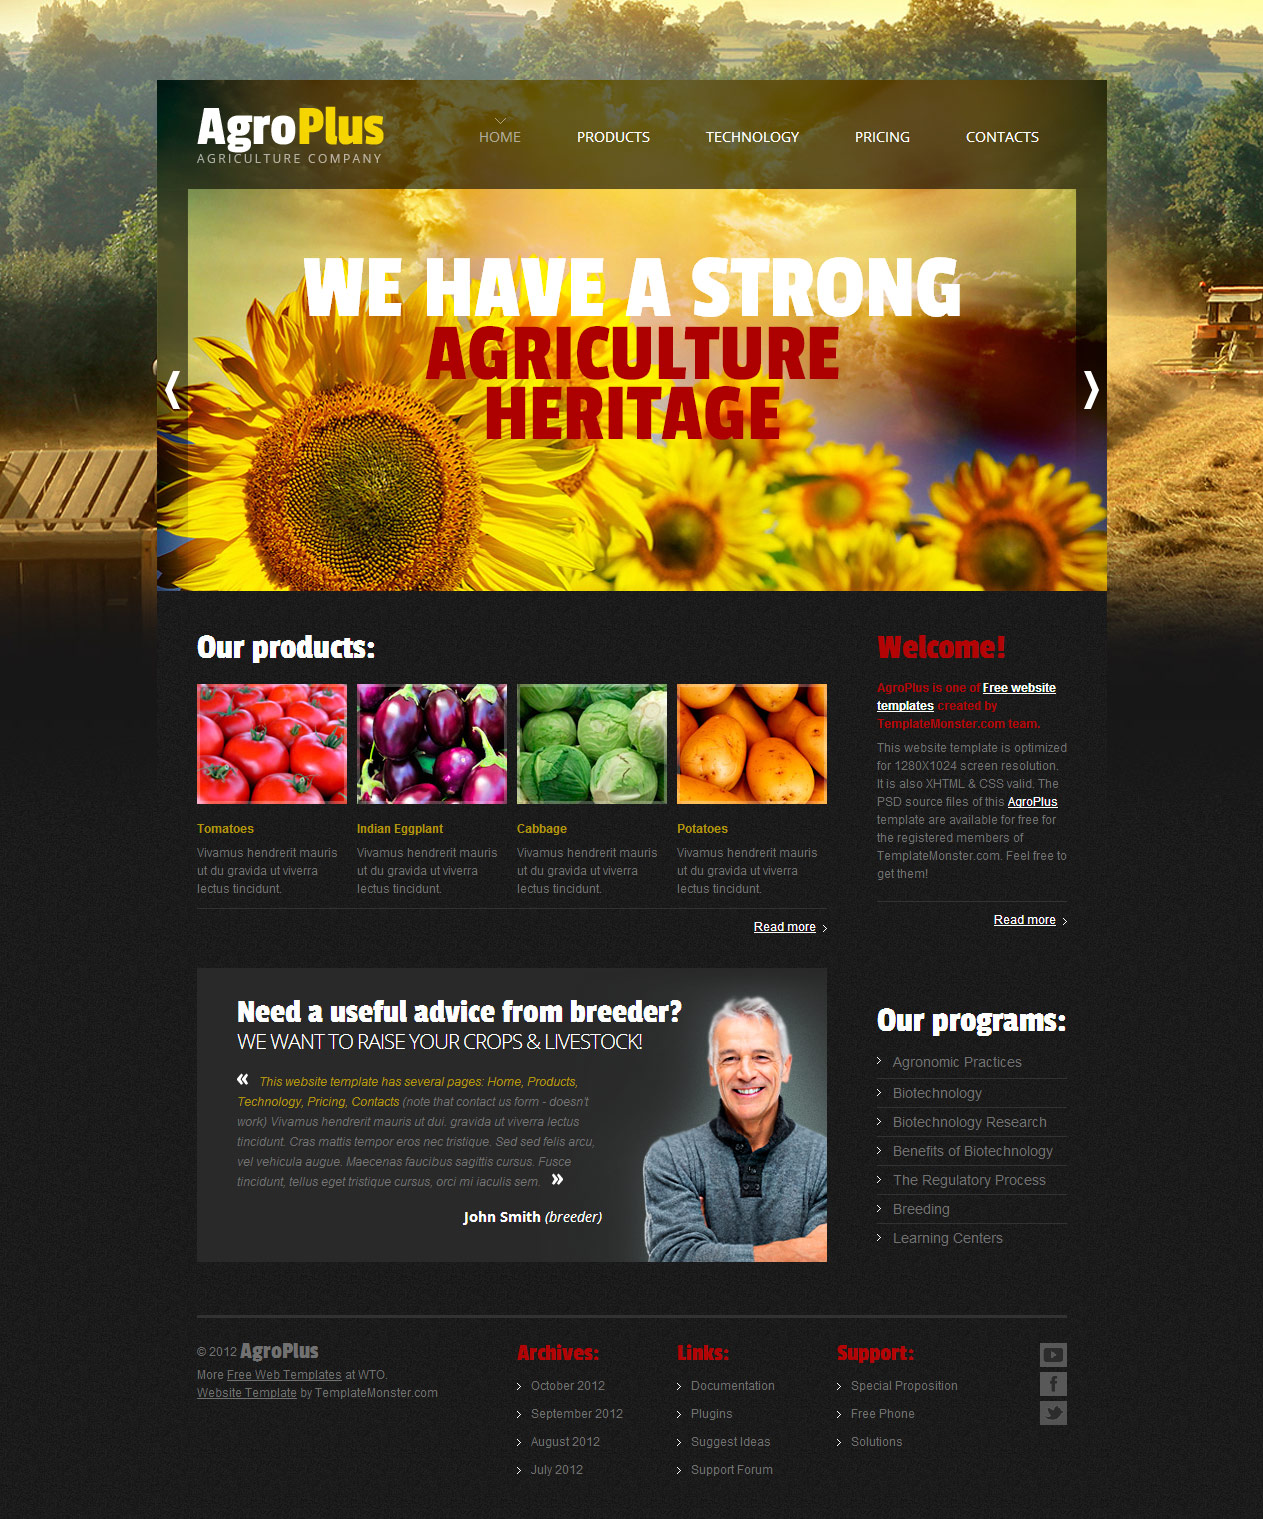 AgroPlus
AGRICULTURE COMPANY
HOME
PRODUCTS
TECHNOLOGY
PRICING
CONTACTS
WE HAVE A STRONG
AGRICULTURE
HERITAGE
Our products:
Tomatoes
Vivamus hendrerit mauris
ut du gravida ut viverra
lectus tincidunt.
Indian Eggplant
Vivamus hendrerit mauris
ut du gravida ut viverra
lectus tincidunt.
Cabbage
Vivamus hendrerit mauris
ut du gravida ut viverra
lectus tincidunt.
Potatoes
Vivamus hendrerit mauris
ut du gravida ut viverra
lectus tincidunt.
Read more
Welcome!
AgroPlus is one of Free website
templates created by
TemplateMonster.com team.
This website template is optimized
for 1280X1024 screen resolution.
It is also XHTML & CSS valid. The
PSD source files of this AgroPlus
template are available for free for
the registered members of
TemplateMonster.com. Feel free to
get them!
Read more
Need a useful advice from breeder?
WE WANT TO RAISE YOUR CROPS & LIVESTOCK!
« This website template has several pages: Home, Products,
Technology, Pricing, Contacts (note that contact us form - doesn't
work) Vivamus hendrerit mauris ut dui. gravida ut viverra lectus
tincidunt. Cras mattis tempor eros nec tristique. Sed sed felis arcu,
vel vehicula augue. Maecenas faucibus sagittis cursus. Fusce
tincidunt, tellus eget tristique cursus, orci mi iaculis sem. »
John Smith (breeder)
Our programs:
Agronomic Practices
Biotechnology
Biotechnology Research
Benefits of Biotechnology
The Regulatory Process
Breeding
Learning Centers
© 2012 AgroPlus
More Free Web Templates at WTO.
Website Template by TemplateMonster.com
Archives:
October 2012
September 2012
August 2012
July 2012
Links:
Documentation
Plugins
Suggest Ideas
Support Forum
Support:
Special Proposition
Free Phone
Solutions